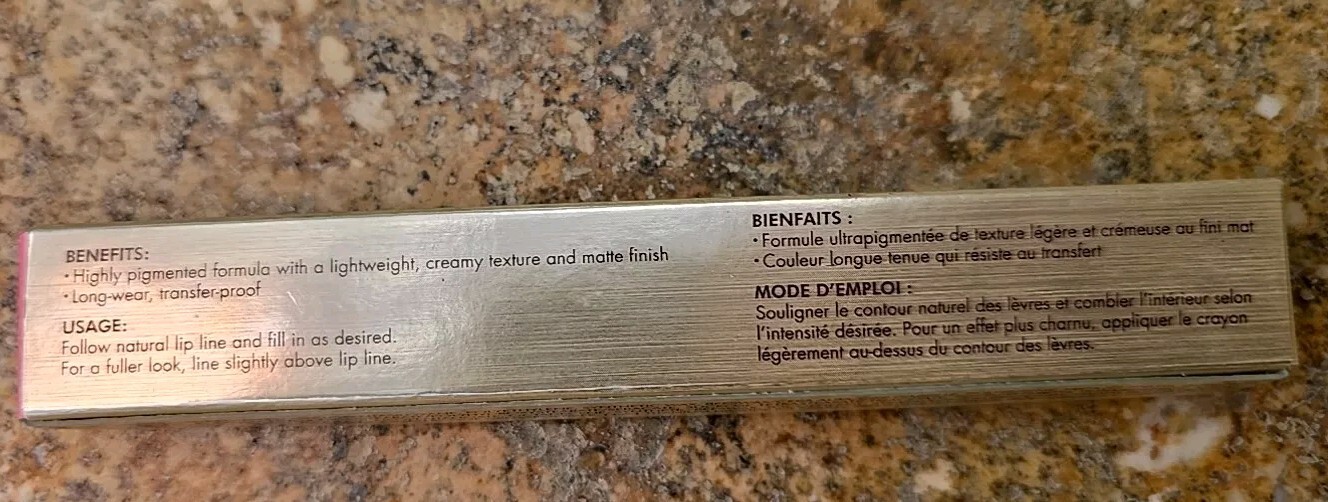 BENEFITS:
• Highly pigmented formula with a lightweight, creamy texture and matte finish
• Long-wear, transfer-proof
USAGE:
Follow natural lip line and fill in as desired.
For a fuller look, line slightly above lip line.
BIENFAITS :
• Formule ultrapigmentée de texture légère et crémeuse au fini mat
• Couleur longue tenue qui résiste au transfert
MODE D'EMPLOI :
Souligner le contour naturel des lèvres et combler l'intérieur selon
l'intensité désirée. Pour un effet plus charnu, appliquer le crayon
légèrement au-dessus du contour des lèvres.